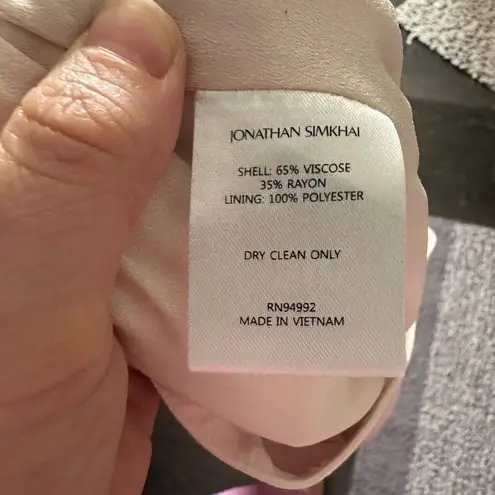 JONATHAN SIMKHAI
SHELL: 65% VISCOSE
35% RAYON
LINING: 100% POLYESTER
DRY CLEAN ONLY
RN94992
MADE IN VIETNAM